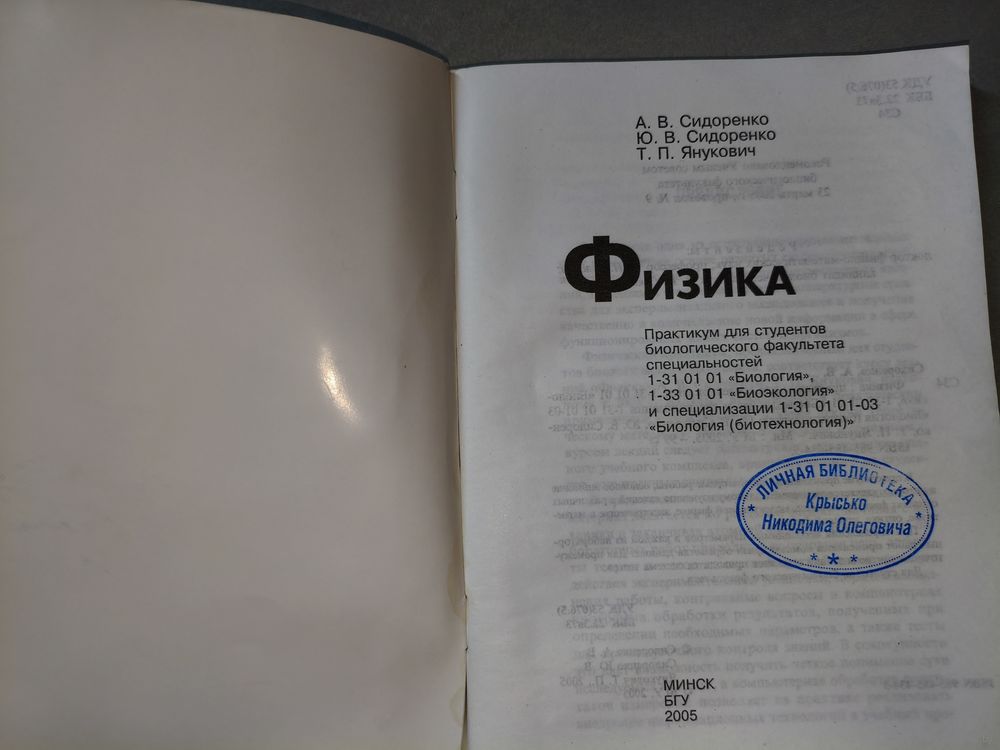 А. В. Сидоренко
Ю. В. Сидоренко
Т. П. Янукович
Физика
Практикум для студентов
биологического факультета
специальностей
1-31 01 01 «Биология»,
1-33 01 01 «Биоэкология»
и специализации 1-31 01 01-03
«Биология (биотехнология)»
ЛИЧНАЯ БИБЛИОТЕКА
Крысько
Никодима Олеговича
МИНСК
БГУ
2005